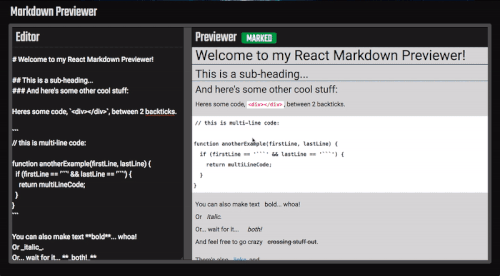 Markdown Previewer
Editor
# Welcome to my React Markdown Previewer!
## This is a sub-heading...
### And here's some other cool stuff:
Heres some code, `<div></div>`, between 2 backticks.
```
// this is multi-line code:
function anotherExample(firstLine, lastLine) {
if (firstLine == '```' && lastLine == '```') {
return multiLineCode;
}
}
```
You can also make text **bold**... whoa!
Or _italic_.
Or... wait for it... **_both!_**
Previewer MARKED
Welcome to my React Markdown Previewer!
This is a sub-heading...
And here's some other cool stuff:
Heres some code, <div></div>, between 2 backticks.
// this is multi-line code:
function anotherExample(firstLine, lastLine) {
if (firstLine == '```' && lastLine == '```') {
return multiLineCode;
}
}
You can also make text bold... whoa!
Or italic.
Or... wait for it... both!
And feel free to go crazy crossing stuff out.
There's also links, and